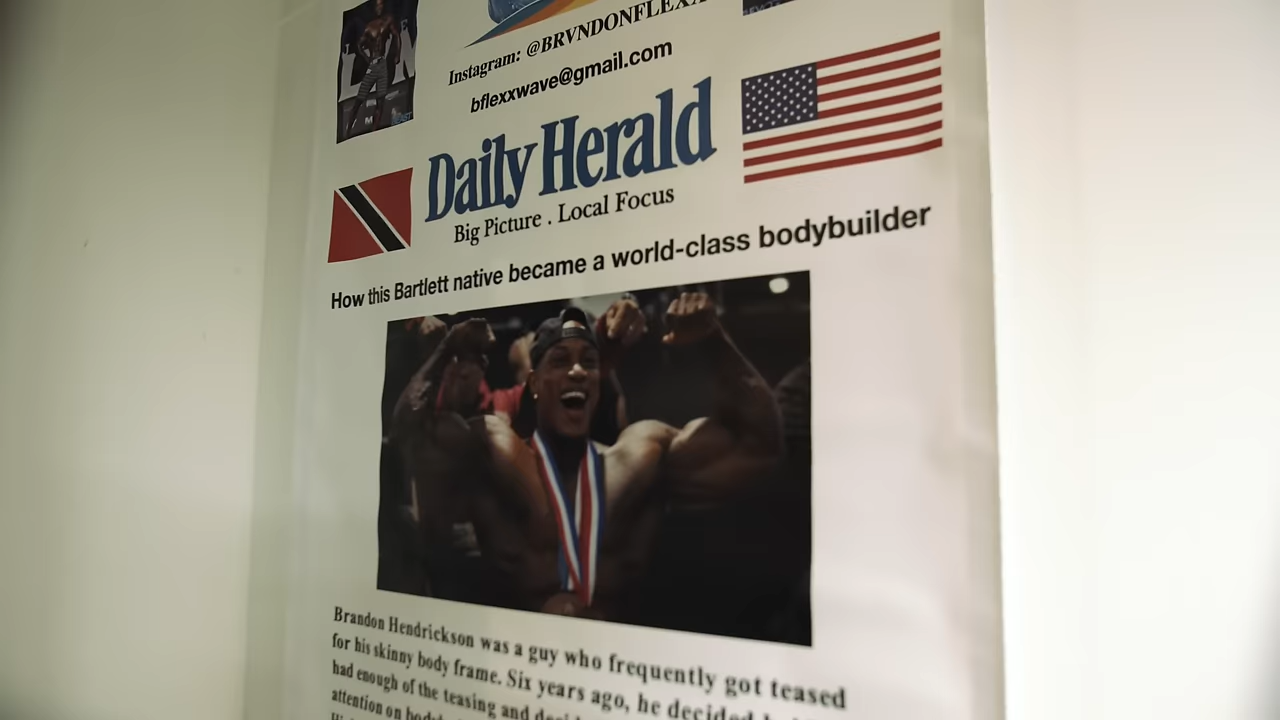 Instagram: @BRVNDONFLEXX
bflexxwave@gmail.com
Daily Herald
Big Picture . Local Focus
How this Bartlett native became a world-class bodybuilder
Brandon Hendrickson was a guy who frequently got teased
for his skinny body frame. Six years ago, he decided
had enough of the teasing and
attention on